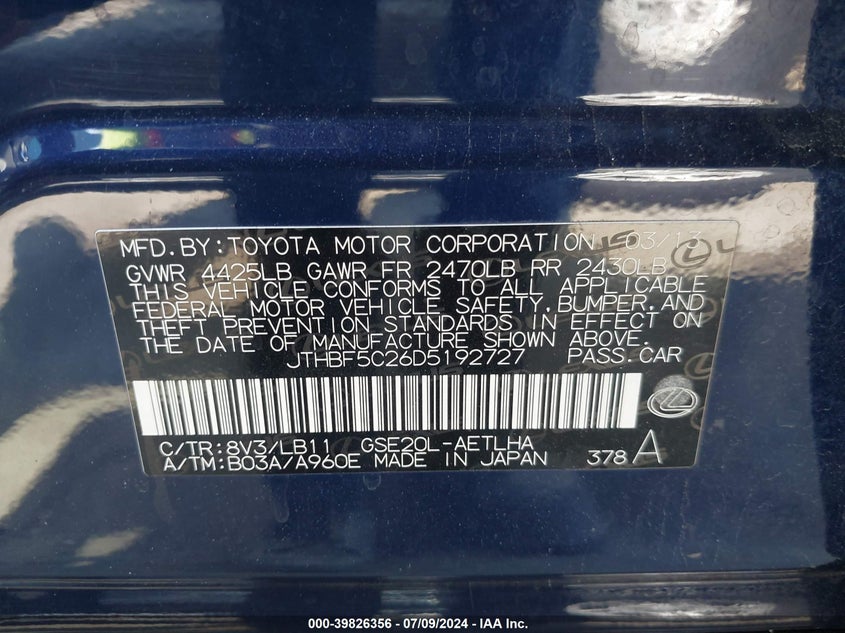 MFD.BY:TOYOTA MOTOR CORPORATION 03/13
GVWR 4425LB GAWR FR 2470LB RR 2430LB
THIS VEHICLE CONFORMS TO ALL APPLICABLE
FEDERAL MOTOR VEHICLE SAFETY,BUMPER,AND
THEFT PREVENTION STANDARDS IN EFFECT ON
THE DATE OF MANUFACTURE SHOWN ABOVE.
JTHBF5C26D5192727 PASS.CAR
C/TR:8V3/LB11 GSE20L-AETLHA
A/TM:B03A/A960E MADE IN JAPAN 378 A
000-39826356 - 07/09/2024 - IAA Inc.